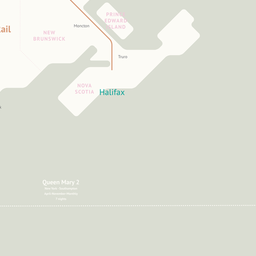 PRINCE
EDWARD
ISLAND
Moncton
ail
NEW
BRUNSWICK
Truro
NOVA
SCOTIA
Halifax
Queen Mary 2